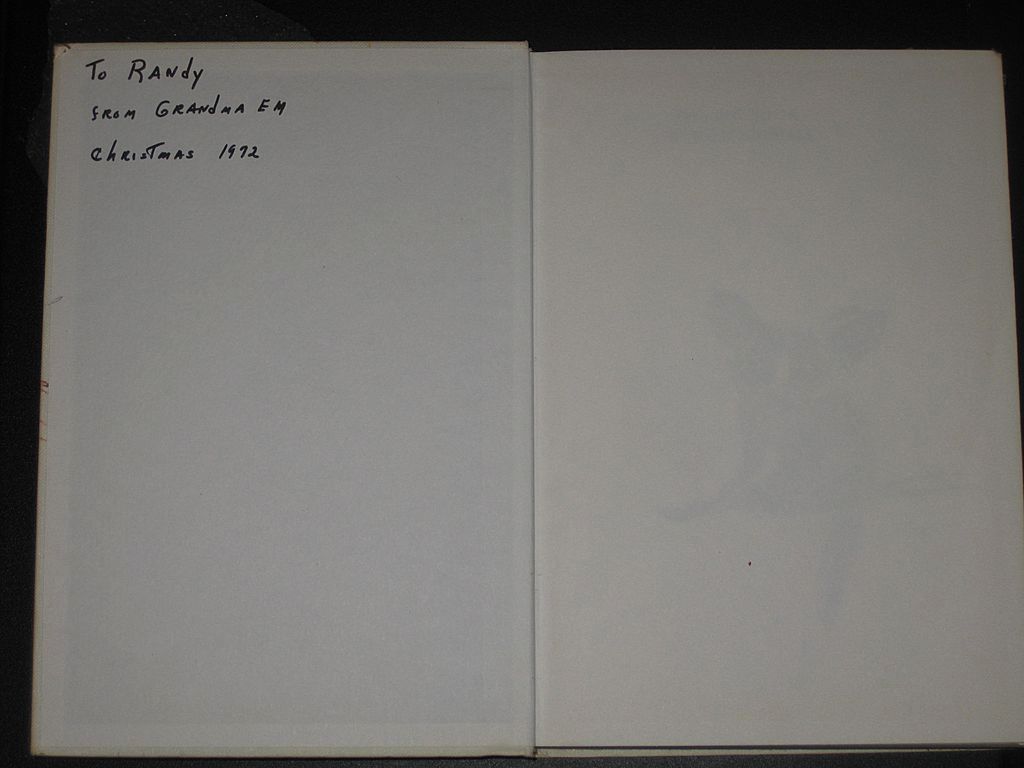 To Randy
from Grandma Em
Christmas 1972